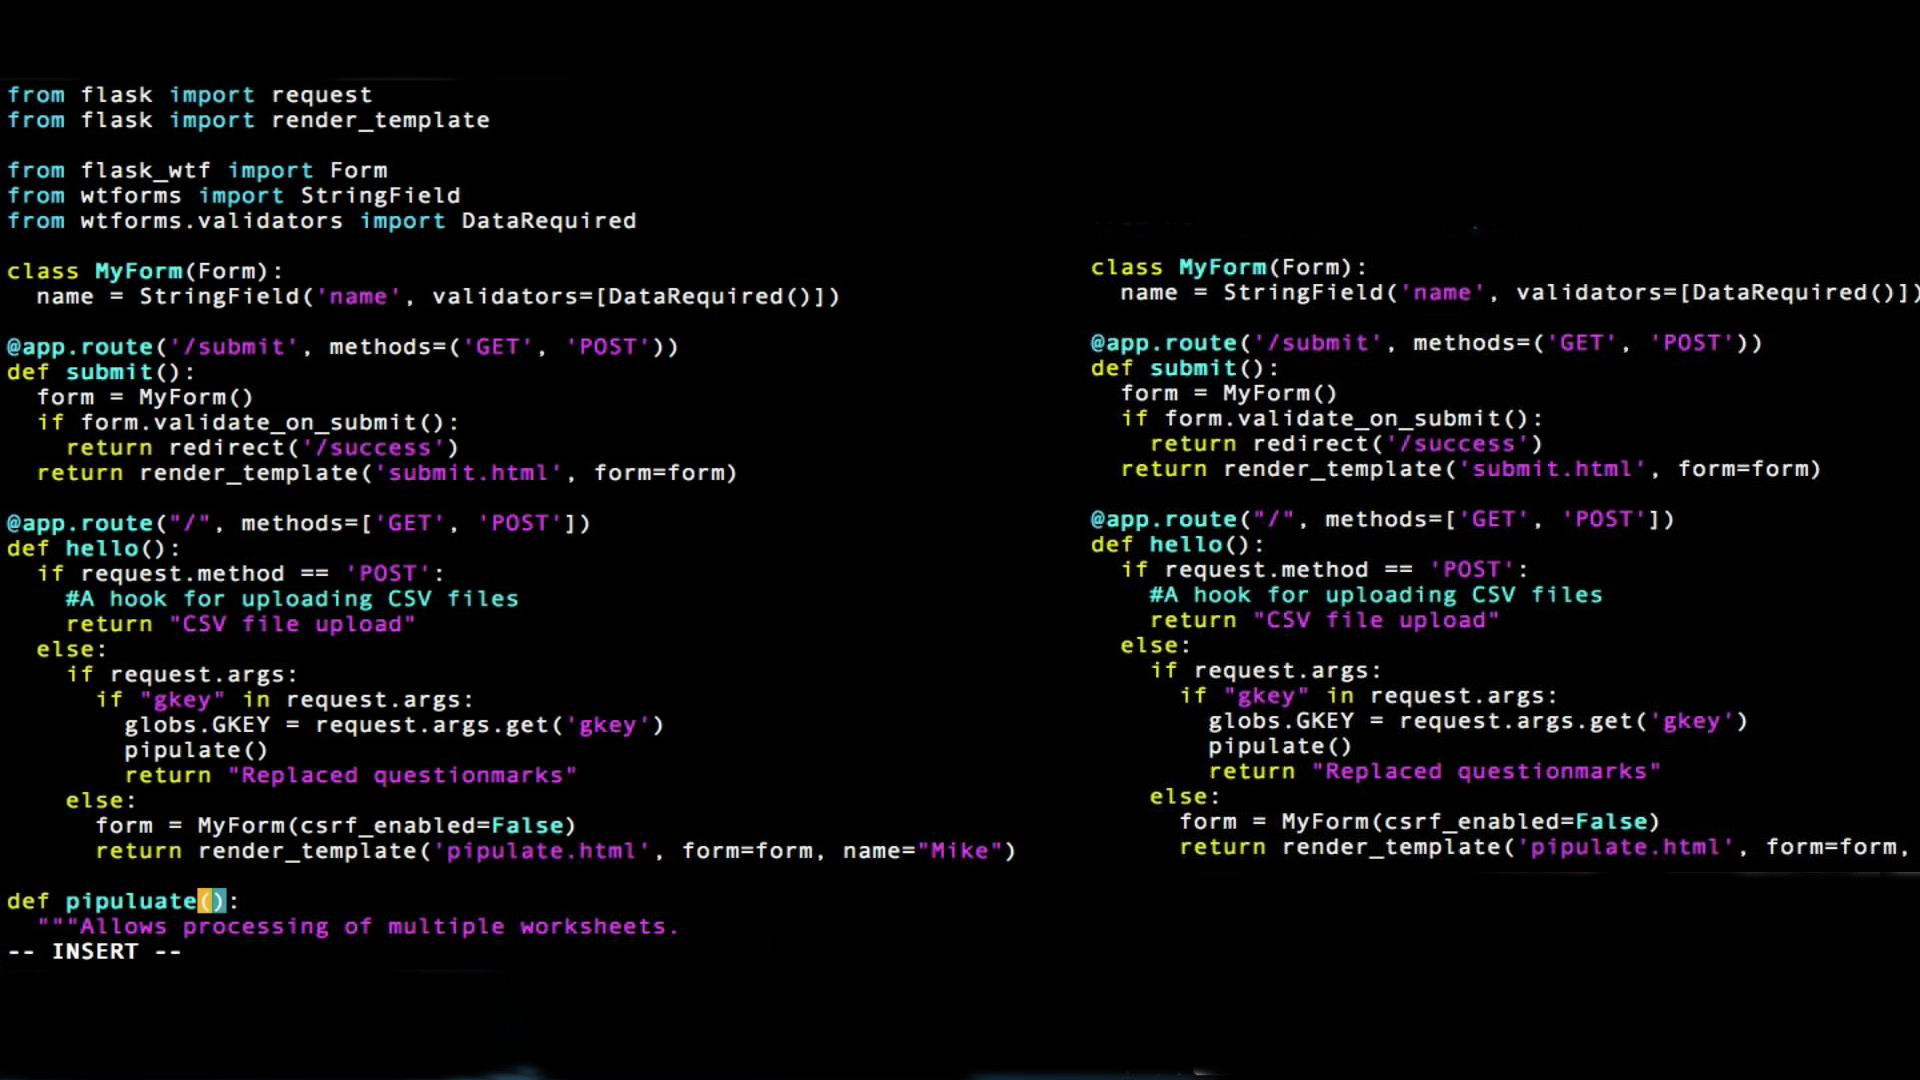 from flask import request
from flask import render_template

from flask_wtf import Form
from wtforms import StringField
from wtforms.validators import DataRequired

class MyForm(Form):
  name = StringField('name', validators=[DataRequired()])

@app.route('/submit', methods=('GET', 'POST'))
def submit():
  form = MyForm()
  if form.validate_on_submit():
    return redirect('/success')
  return render_template('submit.html', form=form)

@app.route("/", methods=['GET', 'POST'])
def hello():
  if request.method == 'POST':
    #A hook for uploading CSV files
    return "CSV file upload"
  else:
    if request.args:
      if "gkey" in request.args:
        globs.GKEY = request.args.get('gkey')
        pipulate()
        return "Replaced questionmarks"
    else:
      form = MyForm(csrf_enabled=False)
      return render_template('pipulate.html', form=form, name="Mike")

def pipuluate():
  """Allows processing of multiple worksheets.
-- INSERT --

class MyForm(Form):
  name = StringField('name', validators=[DataRequired()])

@app.route('/submit', methods=('GET', 'POST'))
def submit():
  form = MyForm()
  if form.validate_on_submit():
    return redirect('/success')
  return render_template('submit.html', form=form)

@app.route("/", methods=['GET', 'POST'])
def hello():
  if request.method == 'POST':
    #A hook for uploading CSV files
    return "CSV file upload"
  else:
    if request.args:
      if "gkey" in request.args:
        globs.GKEY = request.args.get('gkey')
        pipulate()
        return "Replaced questionmarks"
    else:
      form = MyForm(csrf_enabled=False)
      return render_template('pipulate.html', form=form,